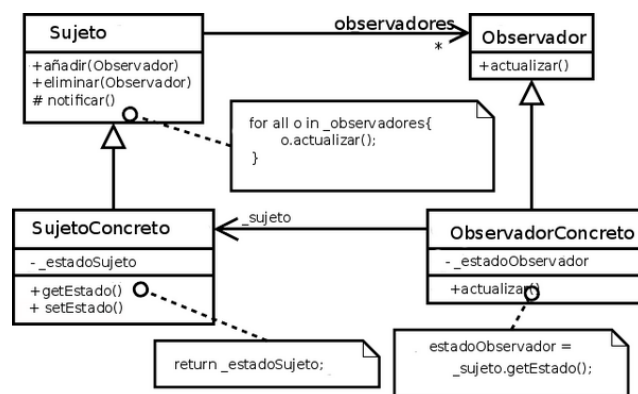 Sujeto
+añadir(Observador)
+eliminar(Observador)
# notificar()
observadores
*
Observador
+actualizar()
for all o in _observadores{
o.actualizar();
}
SujetoConcreto
- _estadoSujeto
+getEstado()
+ setEstado()
_sujeto
ObservadorConcreto
- _estadoObservador
+actualizar()
return _estadoSujeto;
estadoObservador =
_sujeto.getEstado();